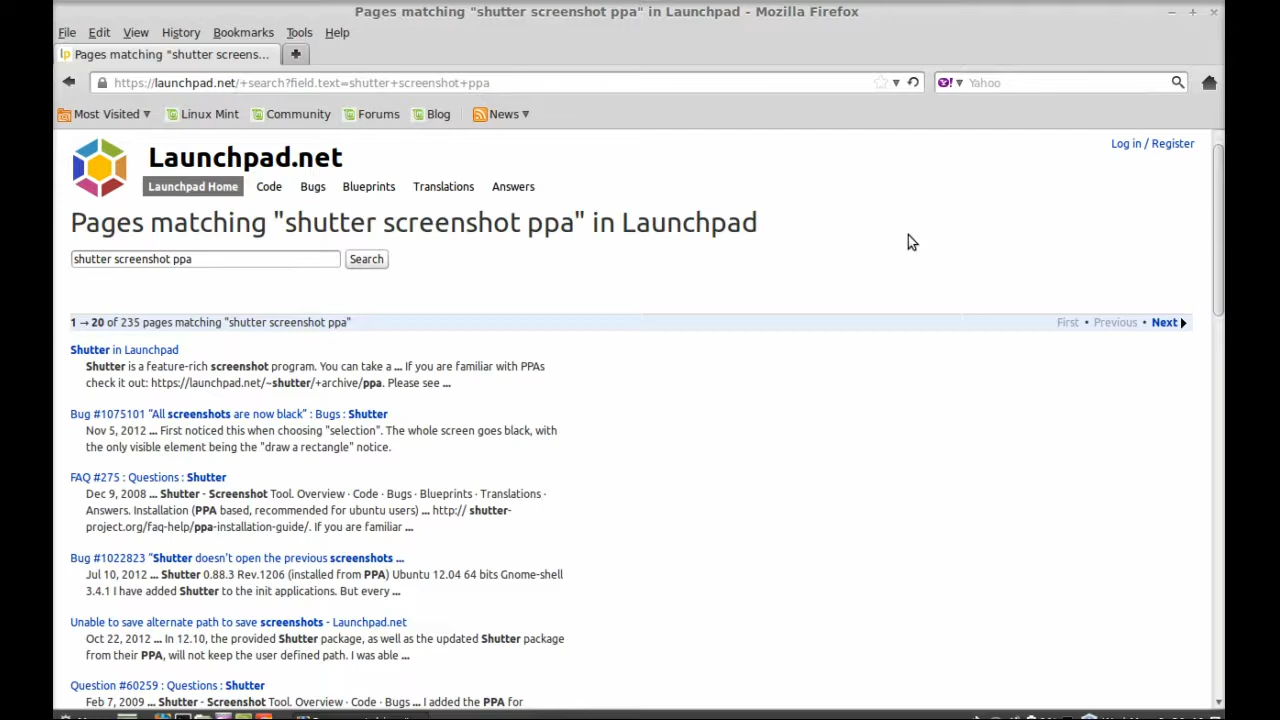 Pages matching "shutter screenshot ppa" in Launchpad - Mozilla Firefox
File Edit View History Bookmarks Tools Help
lp Pages matching "shutter screens...
https://launchpad.net/+search?field.text=shutter+screenshot+ppa
Y! Yahoo
Most Visited Linux Mint Community Forums Blog News
Log in / Register
Launchpad.net
Launchpad Home Code Bugs Blueprints Translations Answers
Pages matching "shutter screenshot ppa" in Launchpad
shutter screenshot ppa Search
1 → 20 of 235 pages matching "shutter screenshot ppa" First • Previous • Next
Shutter in Launchpad
Shutter is a feature-rich screenshot program. You can take a ... If you are familiar with PPAs
check it out: https://launchpad.net/~shutter/+archive/ppa. Please see ...
Bug #1075101 "All screenshots are now black" : Bugs : Shutter
Nov 5, 2012 ... First noticed this when choosing "selection". The whole screen goes black, with
the only visible element being the "draw a rectangle" notice.
FAQ #275 : Questions : Shutter
Dec 9, 2008 ... Shutter - Screenshot Tool. Overview · Code · Bugs · Blueprints · Translations ·
Answers. Installation (PPA based, recommended for ubuntu users) ... http:// shutter-
project.org/faq-help/ppa-installation-guide/. If you are familiar ...
Bug #1022823 "Shutter doesn't open the previous screenshots ...
Jul 10, 2012 ... Shutter 0.88.3 Rev.1206 (installed from PPA) Ubuntu 12.04 64 bits Gnome-shell
3.4.1 I have added Shutter to the init applications. But every ...
Unable to save alternate path to save screenshots - Launchpad.net
Oct 22, 2012 ... In 12.10, the provided Shutter package, as well as the updated Shutter package
from their PPA, will not keep the user defined path. I was able ...
Question #60259 : Questions : Shutter
Feb 7, 2009 ... Shutter - Screenshot Tool. Overview · Code · Bugs ... I added the PPA for